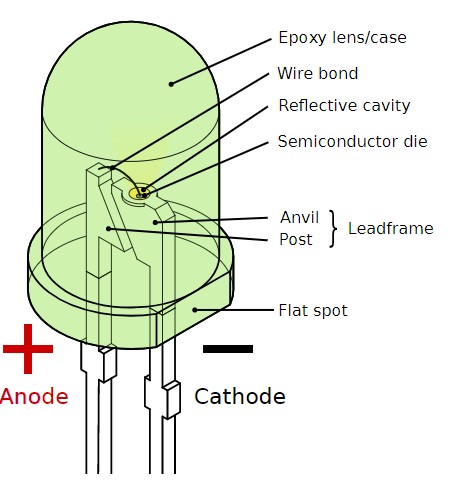 Epoxy lens/case
Wire bond
Reflective cavity
Semiconductor die
Anvil
Post
Leadframe
Flat spot
Anode
Cathode